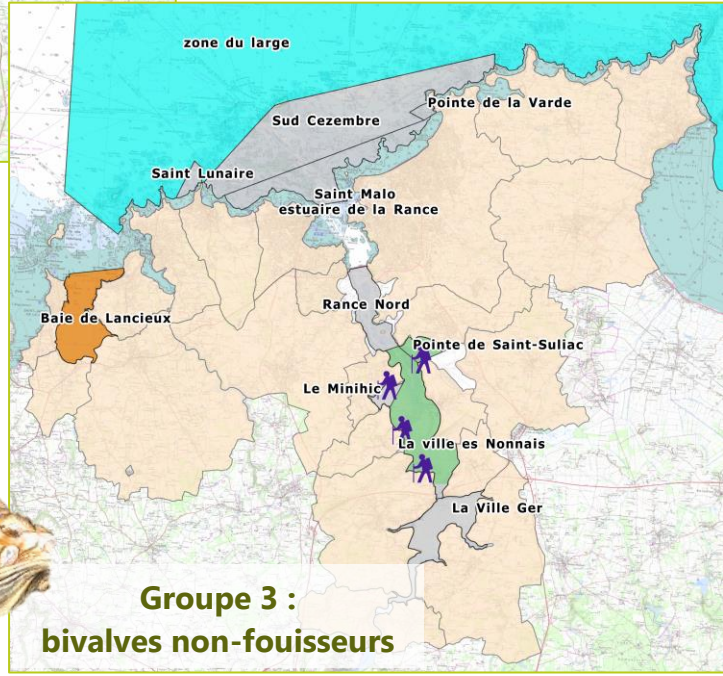 zone du large
Sud Cezembre
Pointe de la Varde
Saint Lunaire
Saint Malo
estuaire de la Rance
Baie de Lancieux
Rance Nord
Pointe de Saint-Suliac
Le Minihic
La ville es Nonnais
La Ville Ger
Groupe 3 :
bivalves non-fouisseurs